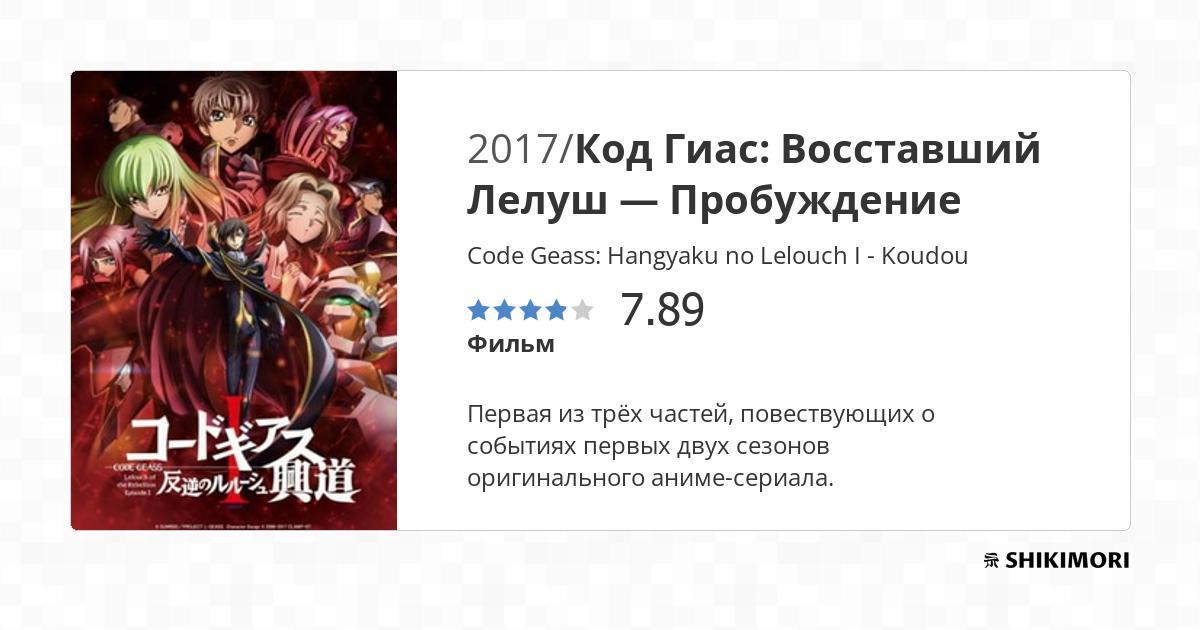 2017/Код Гиас: Восставший
Лелуш — Пробуждение
Code Geass: Hangyaku no Lelouch I - Koudou
7.89
Фильм
Первая из трёх частей, повествующих о
событиях первых двух сезонов
оригинального аниме-сериала.
コードギアス
I
CODE GEASS
Lelouch of
the Rebellion
Episode I
反逆のルルーシュ 興道
SHIKIMORI